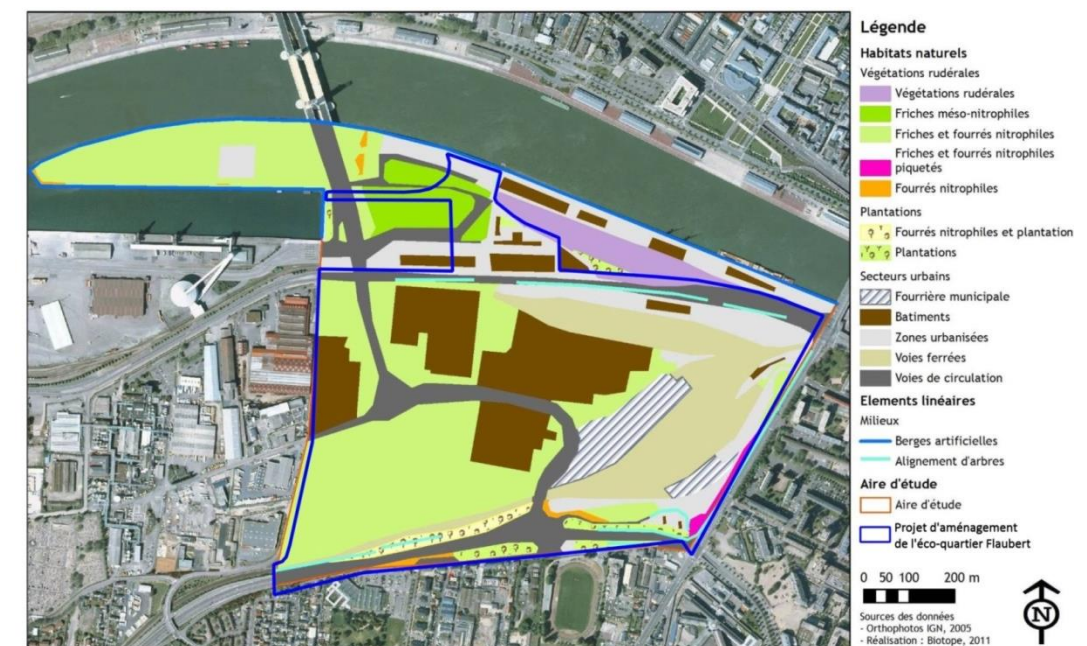 Légende
Habitats naturels
Végétations rudérales
Végétations rudérales
Friches méso-nitrophiles
Friches et fourrés nitrophiles
Friches et fourrés nitrophiles
piquetés
Fourrés nitrophiles
Plantations
Fourrés nitrophiles et plantation
Plantations
Secteurs urbains
Fourrière municipale
Batiments
Zones urbanisées
Voies ferrées
Voies de circulation
Elements linéaires
Milieux
Berges artificielles
Alignement d'arbres
Aire d'étude
Aire d'étude
Projet d'aménagement
de l'éco-quartier Flaubert
0 50 100 200 m
Sources des données
- Orthophotos IGN, 2005
- Réalisation : Biotope, 2011
N